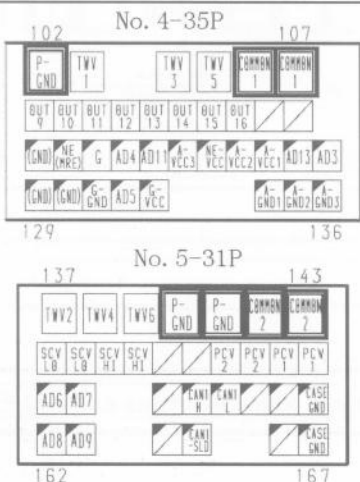 No. 4-35P
102 107
P-GND TWV 1 TWV 3 TWV 5 COMMON 1 COMMON 1
OUT 9 OUT 10 OUT 11 OUT 12 OUT 13 OUT 14 OUT 15 OUT 16
(GND) NE (MRE) G AD4 AD11 A-VCC3 NE-VCC A-VCC2 A-VCC1 AD13 AD3
(GND) (GND) G-GND AD5 G-VCC A-GND1 A-GND2 A-GND3
129 136
No. 5-31P
137 143
TWV2 TWV4 TWV6 P-GND P-GND COMMON 2 COMMON 2
SCV LO SCV LO SCV HI SCV HI PCV 2 PCV 2 PCV 1 PCV 1
AD6 AD7 CAN1 H CAN1 L CASE GND
AD8 AD9 CAN1 -SLD CASE GND
162 167